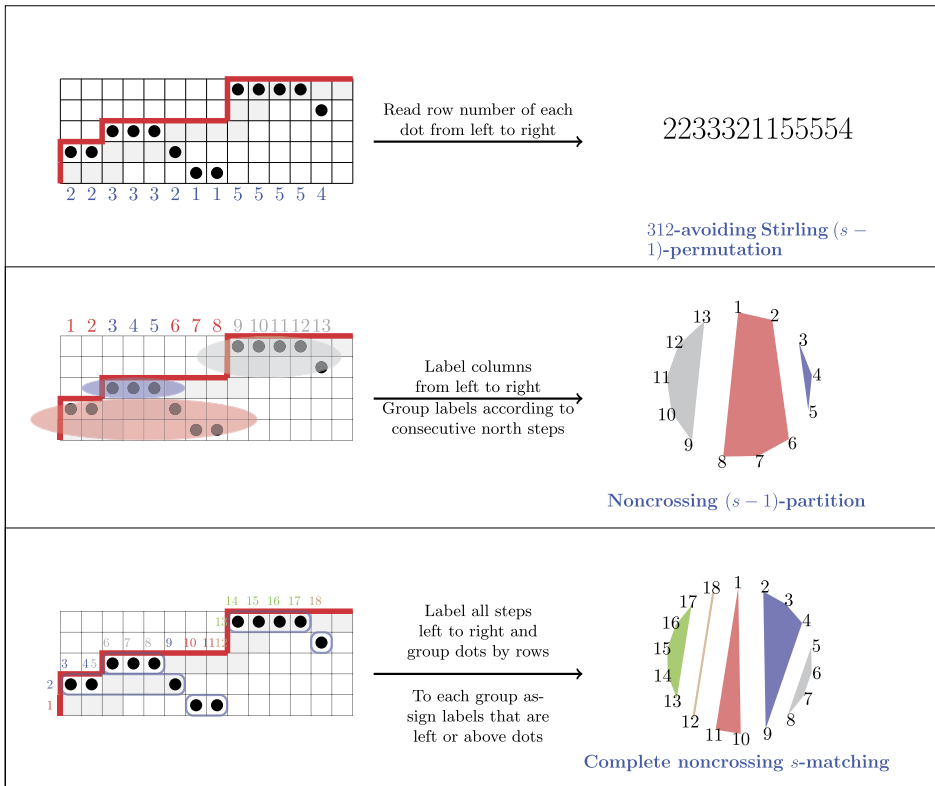 Read row number of each
dot from left to right
2233321155554
2 2 3 3 3 2 1 1 5 5 5 5 4
312-avoiding Stirling (s −
1)-permutation
1 2 3 4 5 6 7 8 9 10 11 12 13
Label columns
from left to right
Group labels according to
consecutive north steps
1
2
3
4
5
6
7
8
9
10
11
12
13
Noncrossing (s − 1)-partition
14 15 16 17 18
13
6 7 8 9 10 11 12
3 4 5
2
1
Label all steps
left to right and
group dots by rows
To each group as-
sign labels that are
left or above dots
1
2
3
4
5
6
7
8
9
10
11
12
13
14
15
16
17
18
Complete noncrossing s-matching